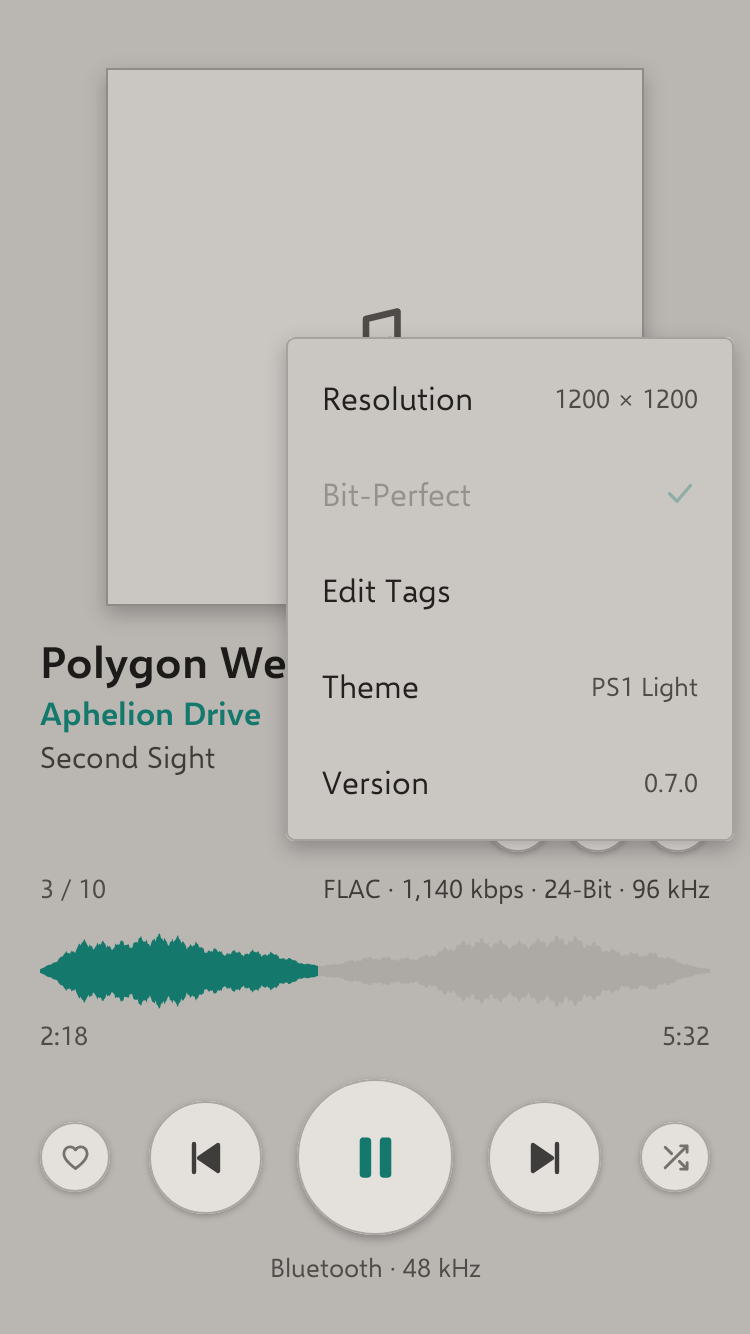 Resolution 1200 × 1200
Bit-Perfect
Edit Tags
Theme PS1 Light
Version 0.7.0
Polygon
Aphelion Drive
Second Sight
3 / 10 FLAC · 1,140 kbps · 24-Bit · 96 kHz
2:18 5:32
Bluetooth · 48 kHz